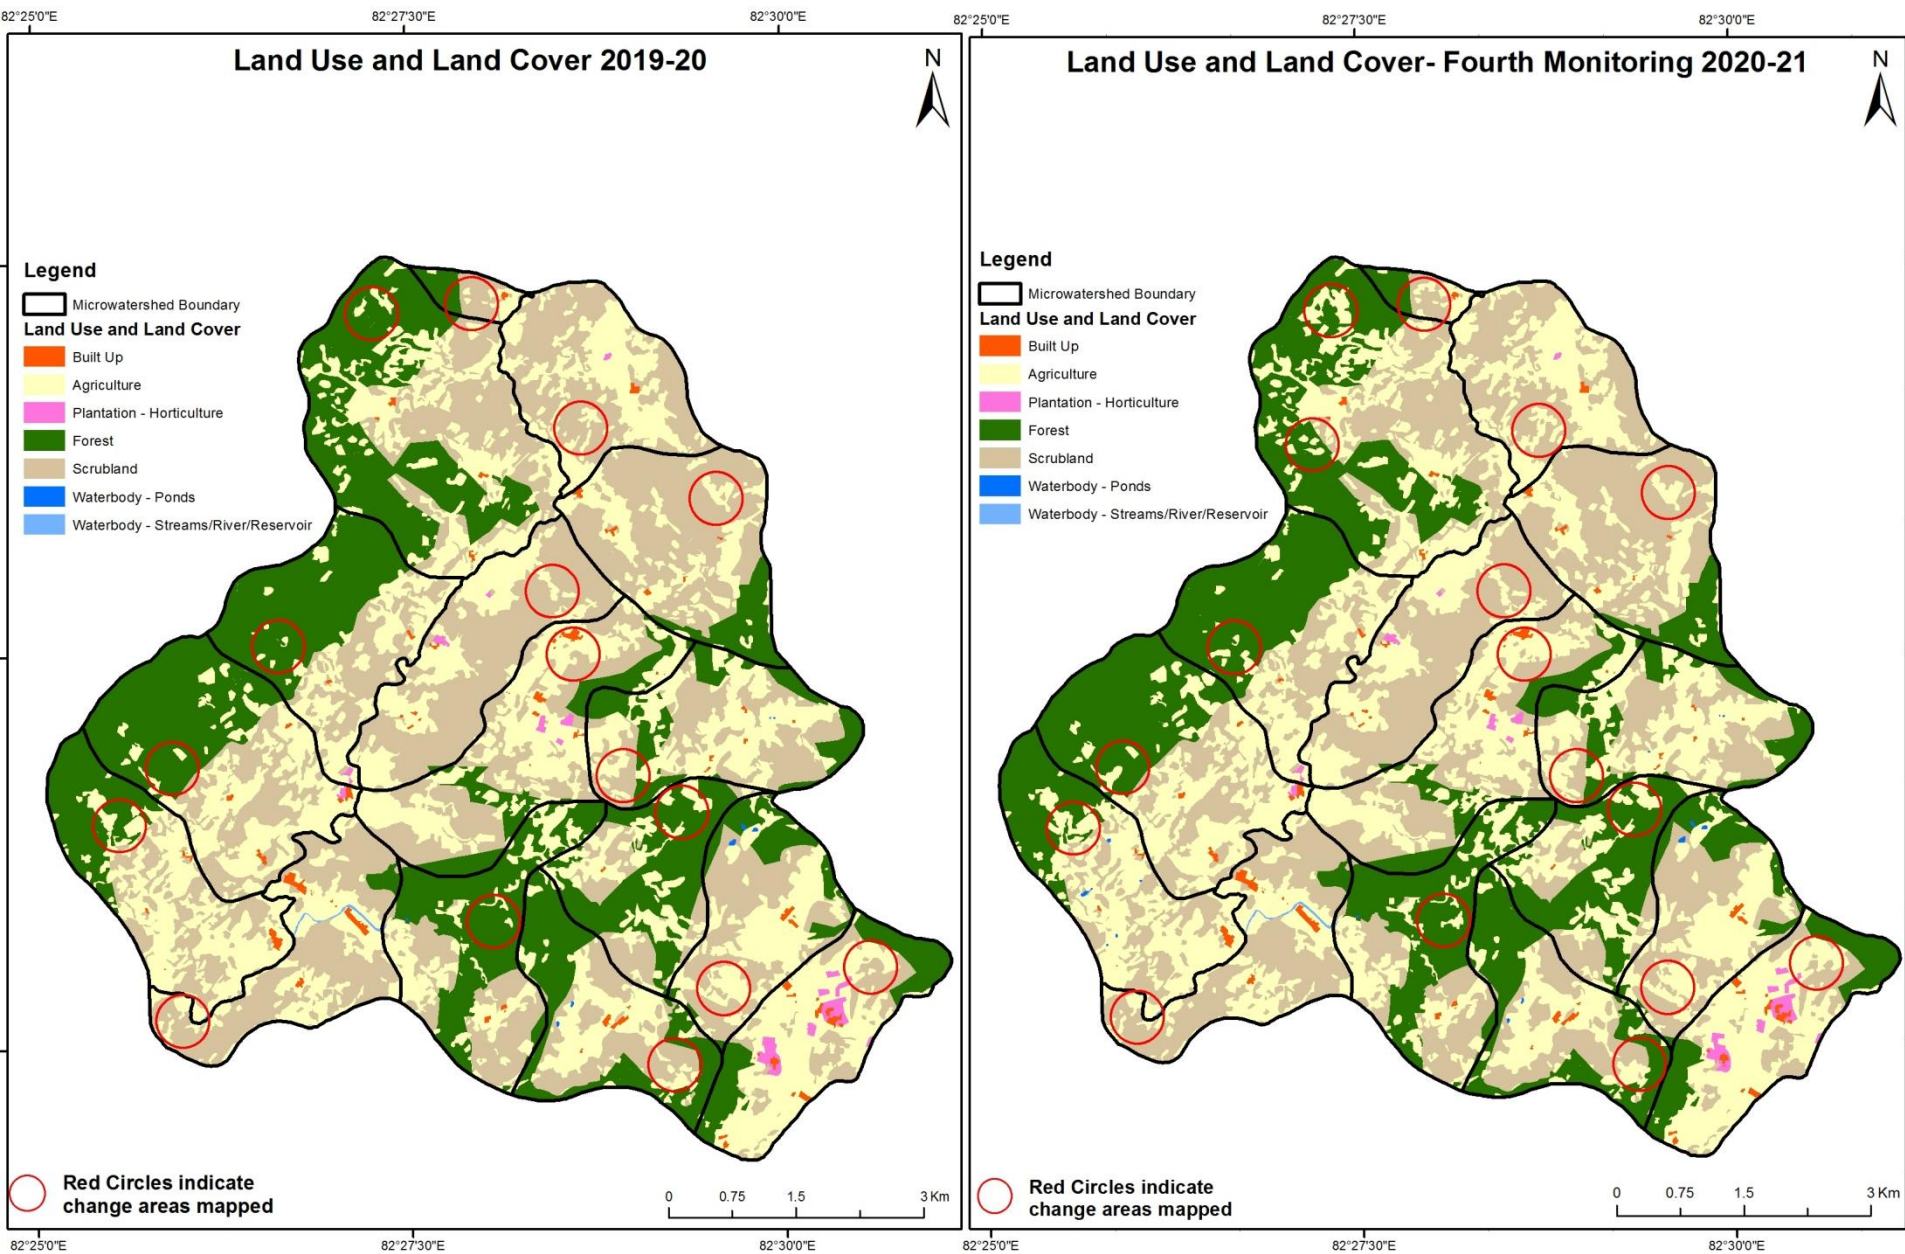 82°25'0"E 82°27'30"E 82°30'0"E
Land Use and Land Cover 2019-20
N
Legend
Microwatershed Boundary
Land Use and Land Cover
Built Up
Agriculture
Plantation - Horticulture
Forest
Scrubland
Waterbody - Ponds
Waterbody - Streams/River/Reservoir
Red Circles indicate
change areas mapped
0 0.75 1.5 3 Km
82°25'0"E 82°27'30"E 82°30'0"E
82°25'0"E 82°27'30"E 82°30'0"E
Land Use and Land Cover- Fourth Monitoring 2020-21
N
Legend
Microwatershed Boundary
Land Use and Land Cover
Built Up
Agriculture
Plantation - Horticulture
Forest
Scrubland
Waterbody - Ponds
Waterbody - Streams/River/Reservoir
Red Circles indicate
change areas mapped
0 0.75 1.5 3 Km
82°25'0"E 82°27'30"E 82°30'0"E